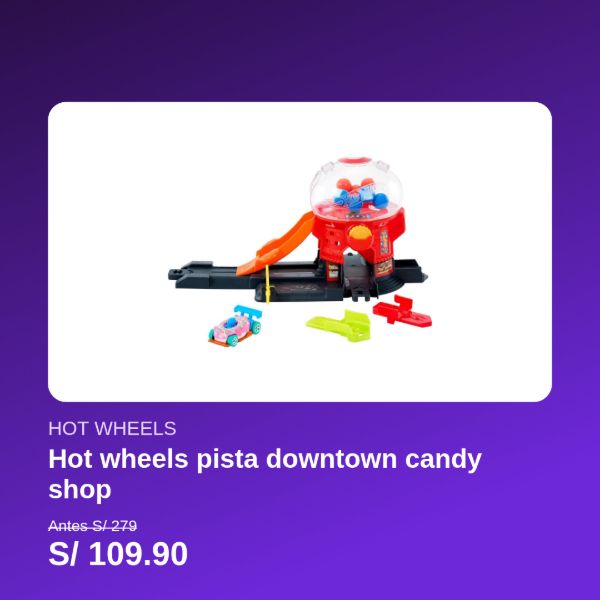 HOT WHEELS
Hot wheels pista downtown candy
shop
Antes S/ 279
S/ 109.90